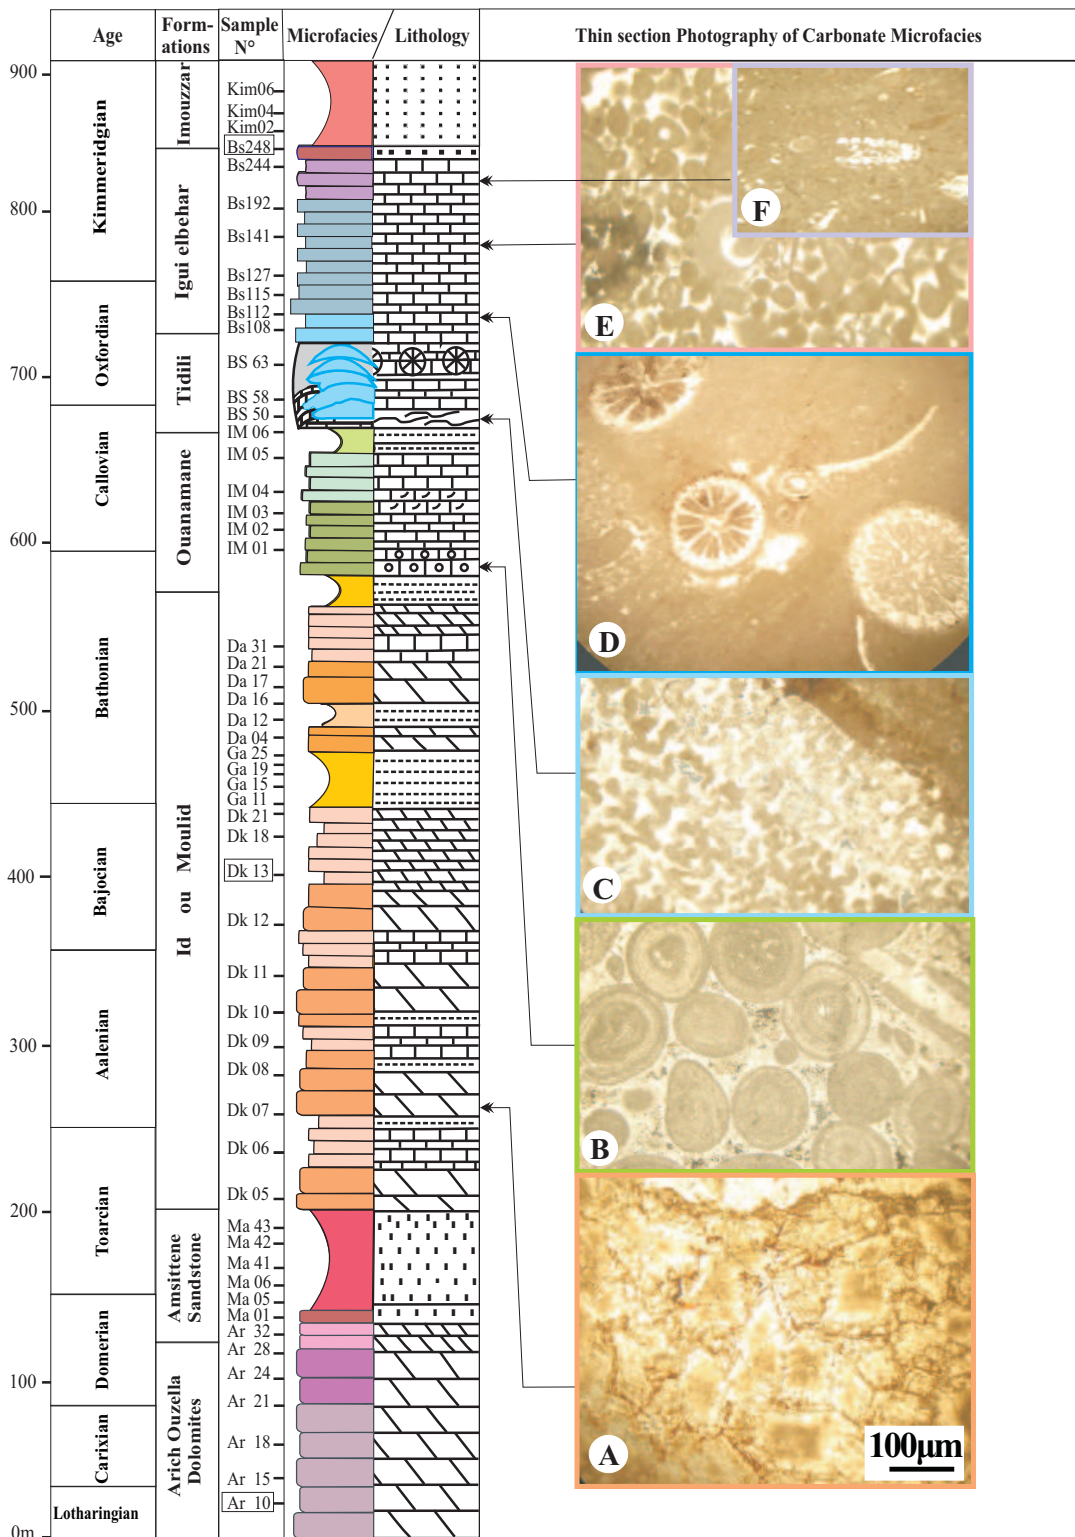 Age
Form-
ations
Sample
N°
Microfacies
Lithology
Thin section Photography of Carbonate Microfacies
900
800
700
600
500
400
300
200
100
0m
Kimmeridgian
Oxfordian
Callovian
Bathonian
Bajocian
Aalenian
Toarcian
Domerian
Carixian
Lotharingian
Imouzzar
Igui elbehar
Tidili
Ouanamane
Id ou Moulid
Amsittene
Sandstone
Arich Ouzella
Dolomites
Kim06
Kim04
Kim02
Bs248
Bs244
Bs192
Bs141
Bs127
Bs115
Bs112
Bs108
BS 63
BS 58
BS 50
IM 06
IM 05
IM 04
IM 03
IM 02
IM 01
Da 31
Da 21
Da 17
Da 16
Da 12
Da 04
Ga 25
Ga 19
Ga 15
Ga 11
Dk 21
Dk 18
Dk 13
Dk 12
Dk 11
Dk 10
Dk 09
Dk 08
Dk 07
Dk 06
Dk 05
Ma 43
Ma 42
Ma 41
Ma 06
Ma 05
Ma 01
Ar 32
Ar 28
Ar 24
Ar 21
Ar 18
Ar 15
Ar 10
F
E
D
C
B
A
100µm